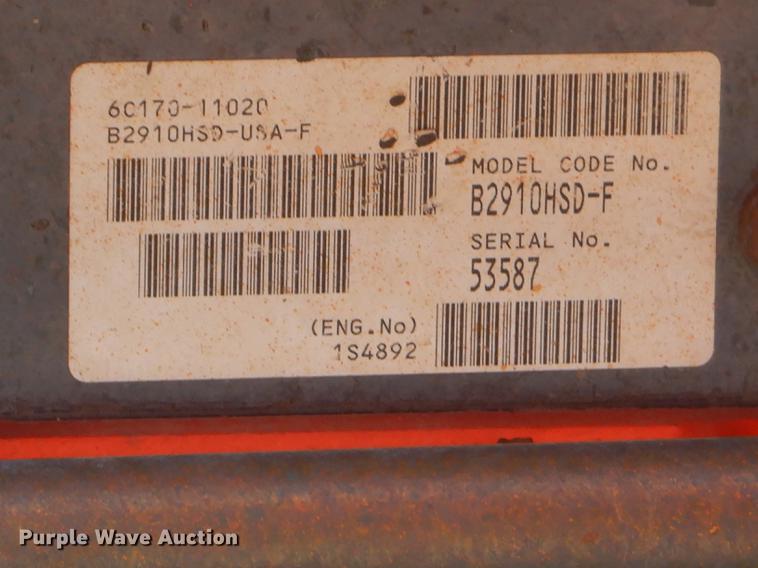 6C170-11020
B2910HSD-USA-F
MODEL CODE No.
B2910HSD-F
SERIAL No.
53587
(ENG.No)
1S4892
Purple Wave Auction